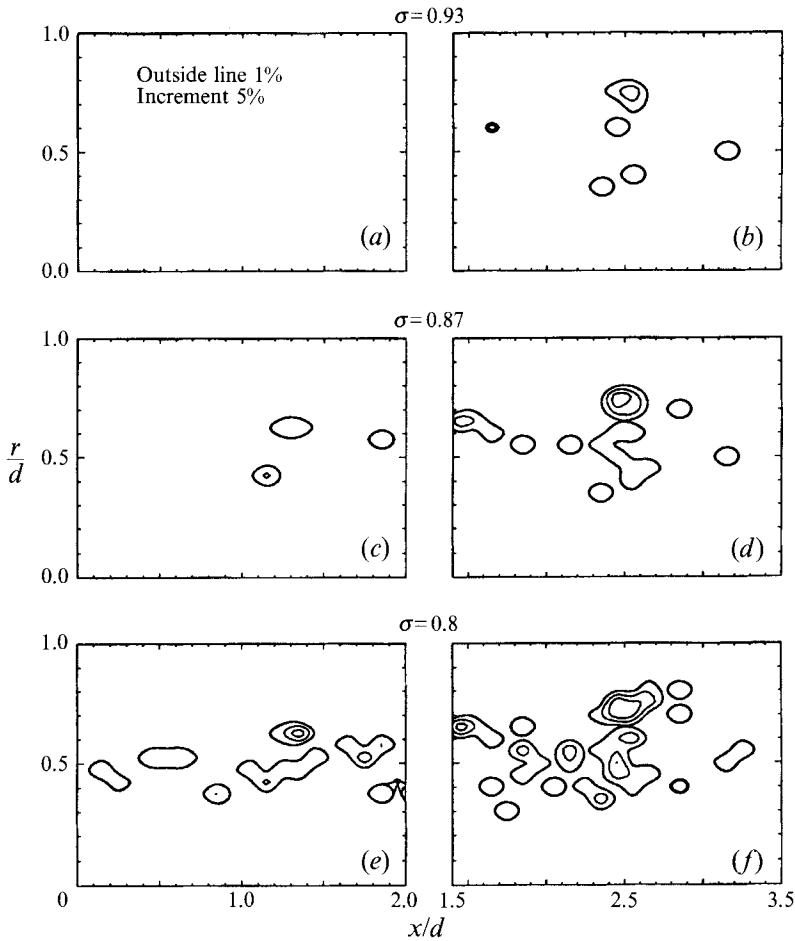 σ=0.93
1.0
Outside line 1%
Increment 5%
0.5
(a)
(b)
0.0
σ=0.87
1.0
r/d
0.5
(c)
(d)
0.0
σ=0.8
1.0
0.5
(e)
(f)
0
1.0
2.0
1.5
2.5
3.5
x/d